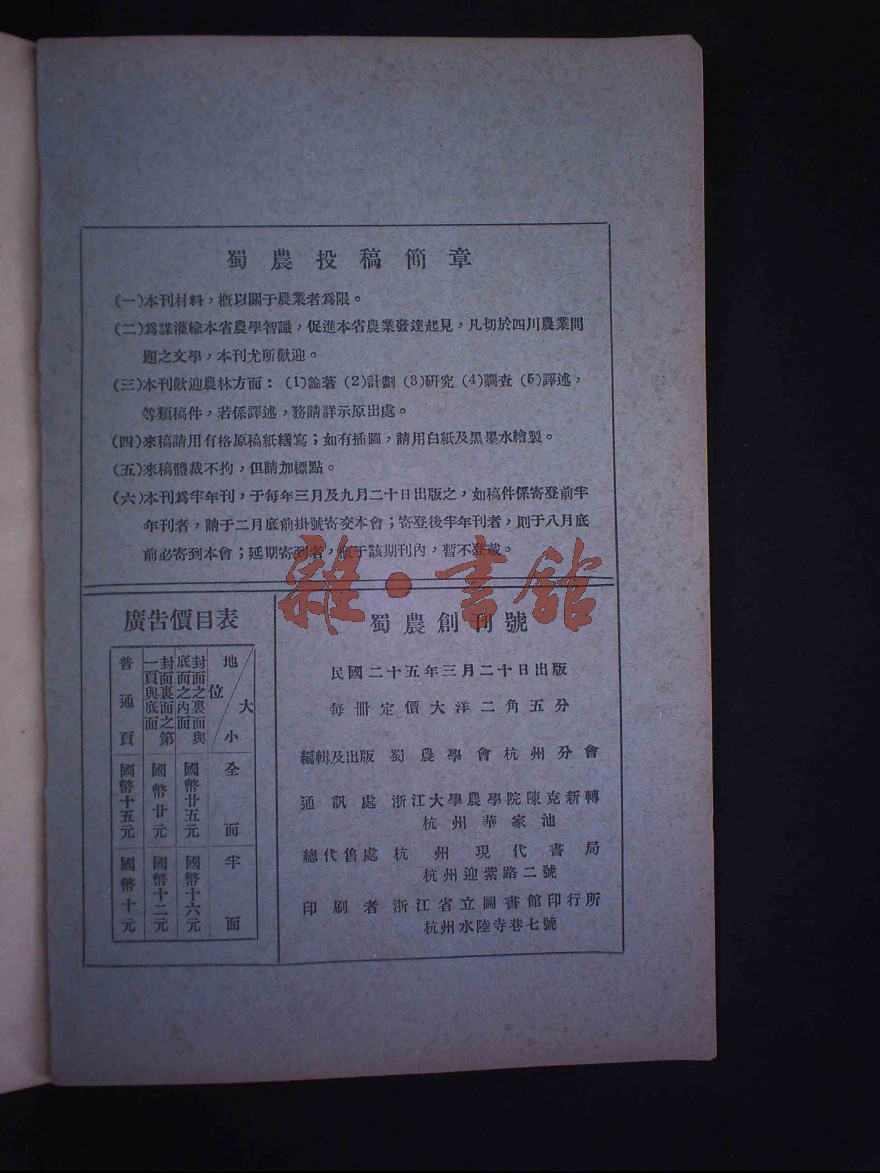 蜀農投稿簡章
(一)本刊材料，概以關于農業者爲限。
(二)爲謀灌輸本省農學智識，促進本省農業發達起見，凡切於四川農業問
題之文學，本刊尤所歡迎。
(三)本刊歡迎農林方面：(1)論著(2)計劃(3)研究(4)調查(5)譯述，
等類稿件，若係譯述，務請詳示原出處。
(四)來稿請用有格原稿紙繕寫；如有插圖，請用白紙及黑墨水繪製。
(五)來稿體裁不拘，但請加標點。
(六)本刊爲半年刊，于每年三月及九月二十日出版之，如稿件係寄登前半
年刊者，請于二月底前掛號寄交本會；寄登後半年刊者，則于八月底
前必寄到本會；延期寄到者，概于該期刊內，暫不登載。
雜·書館
廣告價目表
地位 大小
全面
半面
封面之裏面與底面之內面
國幣廿五元
國幣十六元
封面裏面之第一頁與底面
國幣廿元
國幣十二元
普通頁
國幣十五元
國幣十元
蜀農創刊號
民國二十五年三月二十日出版
每冊定價大洋二角五分
編輯及出版 蜀農學會杭州分會
通訊處 浙江大學農學院陳克新轉
杭州華家池
總代售處 杭州現代書局
杭州迎紫路二號
印刷者 浙江省立圖書館印行所
杭州水陸寺巷七號